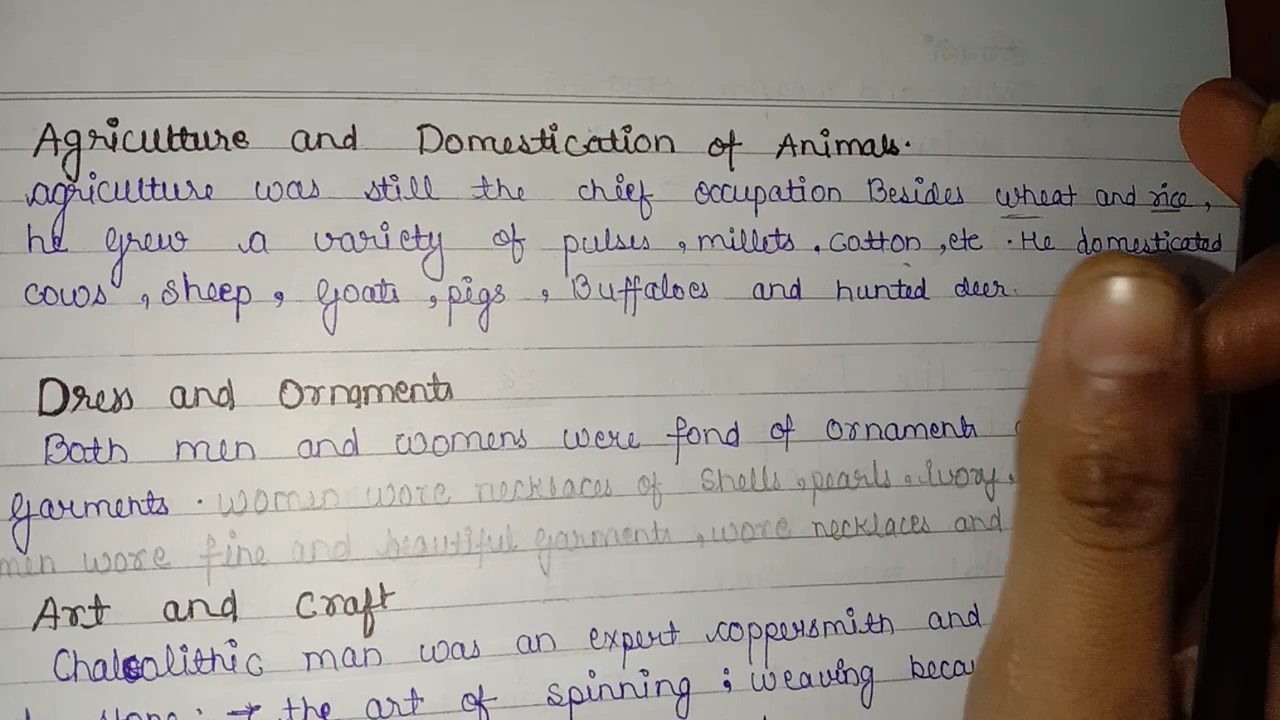 Agriculture and Domestication of Animals.
agriculture was still the chief occupation Besides wheat and rice,
he grew a variety of pulses, millets, cotton, etc. He domesticated
cows, sheep, goats, pigs, Buffaloes and hunted deer.
Dress and Ornaments
Both men and womens were fond of ornaments
garments. women wore necklaces of shells, pearls, Ivory,
men wore fine and beautiful garments, wore necklaces and
Art and Craft
Chalcolithic man was an expert coppersmith and
the art of spinning; weaving